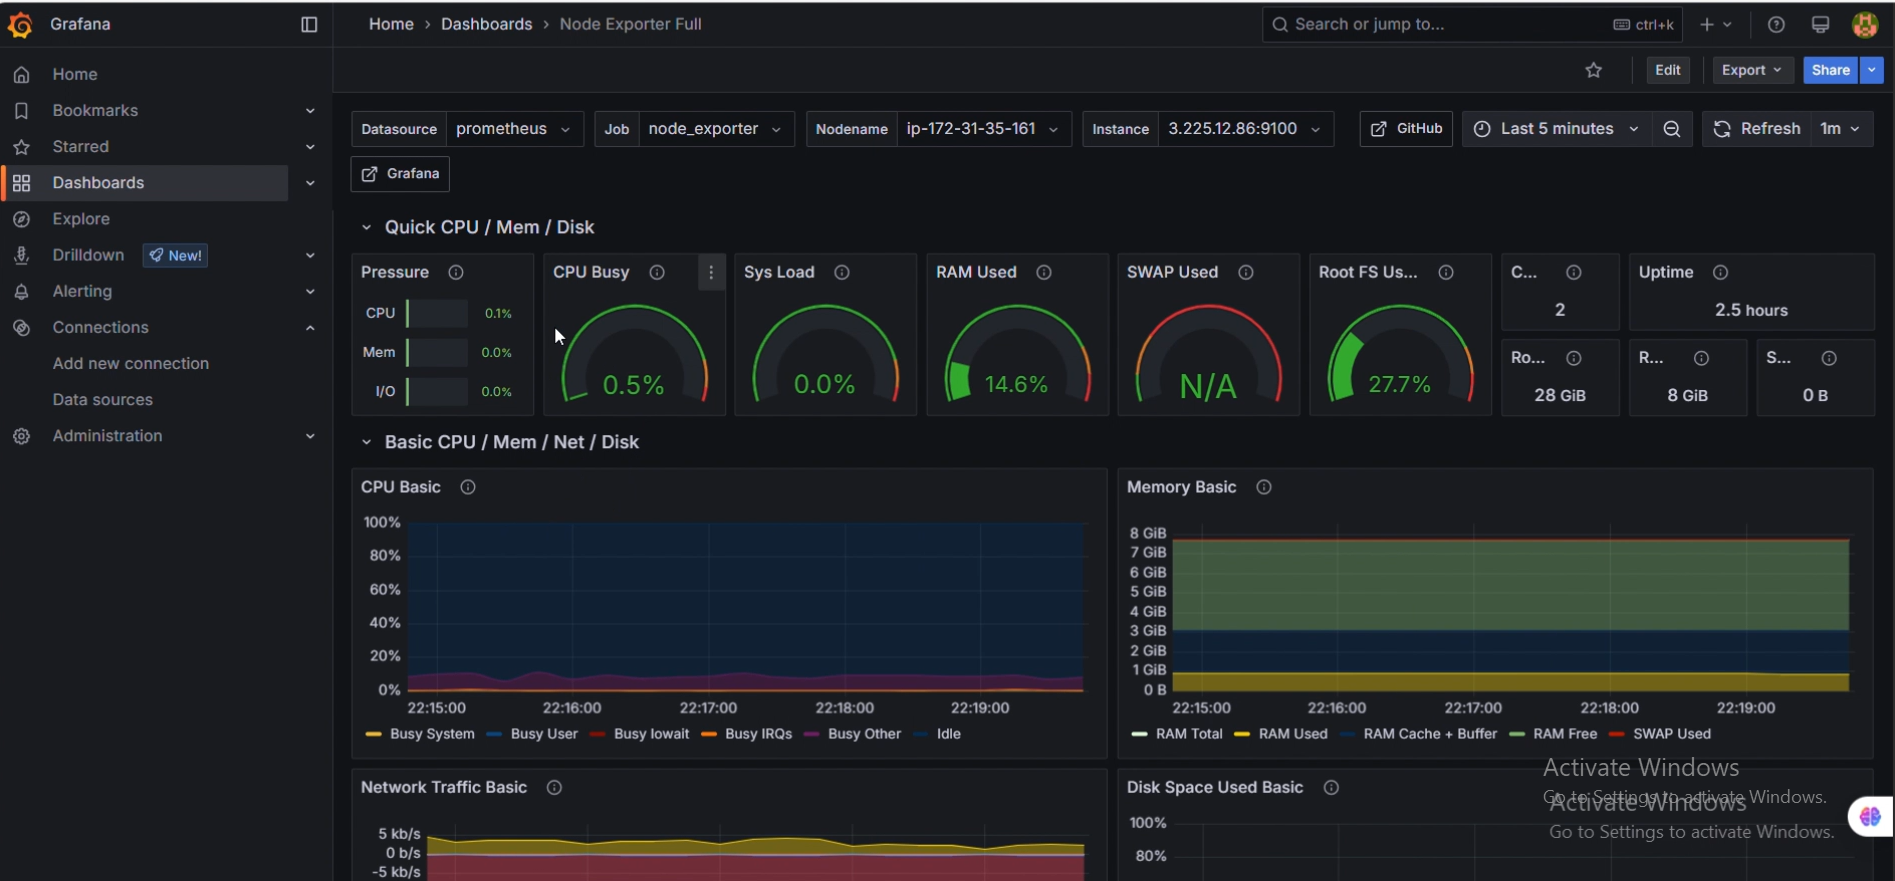 Grafana
Home › Dashboards › Node Exporter Full
Search or jump to... ctrl+k
Home
Bookmarks
Starred
Dashboards
Explore
Drilldown New!
Alerting
Connections
Add new connection
Data sources
Administration
Edit Export Share
Datasource prometheus Job node_exporter Nodename ip-172-31-35-161 Instance 3.225.12.86:9100 GitHub Last 5 minutes Refresh 1m
Grafana
Quick CPU / Mem / Disk
Pressure
CPU 0.1%
Mem 0.0%
I/O 0.0%
CPU Busy
0.5%
Sys Load
0.0%
RAM Used
14.6%
SWAP Used
N/A
Root FS Us...
27.7%
C...
2
Uptime
2.5 hours
Ro...
28 GiB
R...
8 GiB
S...
0 B
Basic CPU / Mem / Net / Disk
CPU Basic
100%
80%
60%
40%
20%
0%
22:15:00 22:16:00 22:17:00 22:18:00 22:19:00
Busy System Busy User Busy Iowait Busy IRQs Busy Other Idle
Memory Basic
8 GiB
7 GiB
6 GiB
5 GiB
4 GiB
3 GiB
2 GiB
1 GiB
0 B
22:15:00 22:16:00 22:17:00 22:18:00 22:19:00
RAM Total RAM Used RAM Cache + Buffer RAM Free SWAP Used
Network Traffic Basic
5 kb/s
0 b/s
-5 kb/s
Disk Space Used Basic
100%
80%
Activate Windows
Go to Settings to activate Windows.
Activate Windows
Go to Settings to activate Windows.